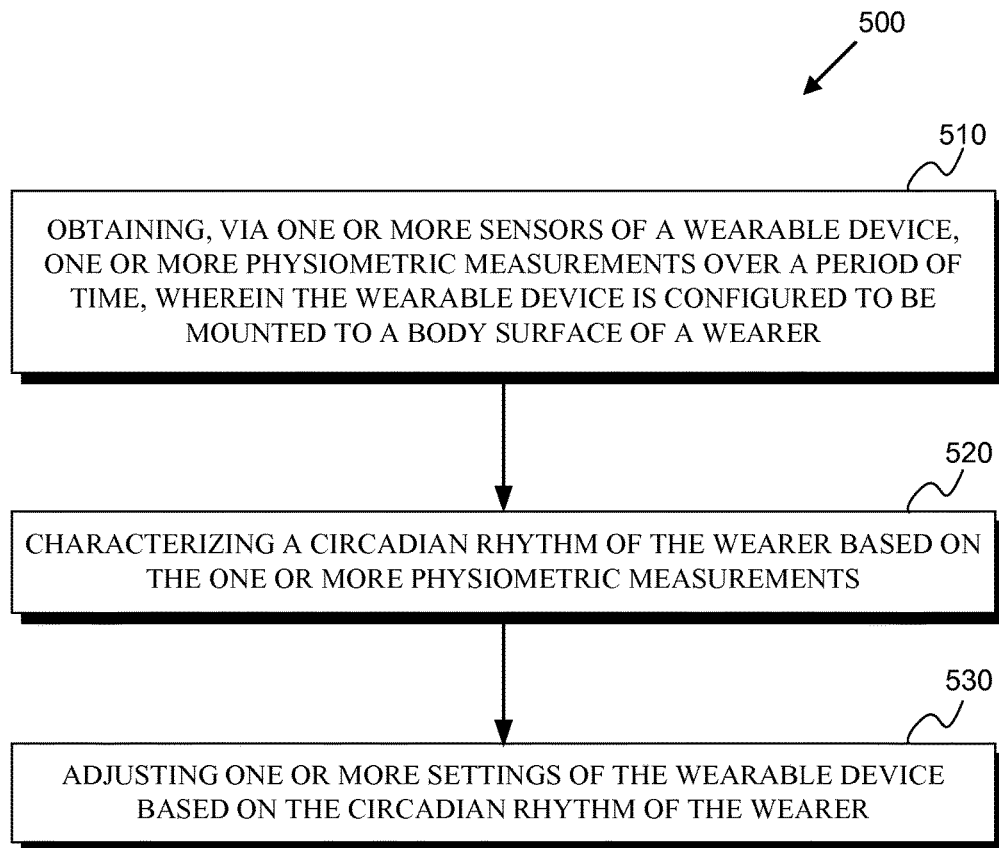 500
510
OBTAINING, VIA ONE OR MORE SENSORS OF A WEARABLE DEVICE,
ONE OR MORE PHYSIOMETRIC MEASUREMENTS OVER A PERIOD OF
TIME, WHEREIN THE WEARABLE DEVICE IS CONFIGURED TO BE
MOUNTED TO A BODY SURFACE OF A WEARER
520
CHARACTERIZING A CIRCADIAN RHYTHM OF THE WEARER BASED ON
THE ONE OR MORE PHYSIOMETRIC MEASUREMENTS
530
ADJUSTING ONE OR MORE SETTINGS OF THE WEARABLE DEVICE
BASED ON THE CIRCADIAN RHYTHM OF THE WEARER